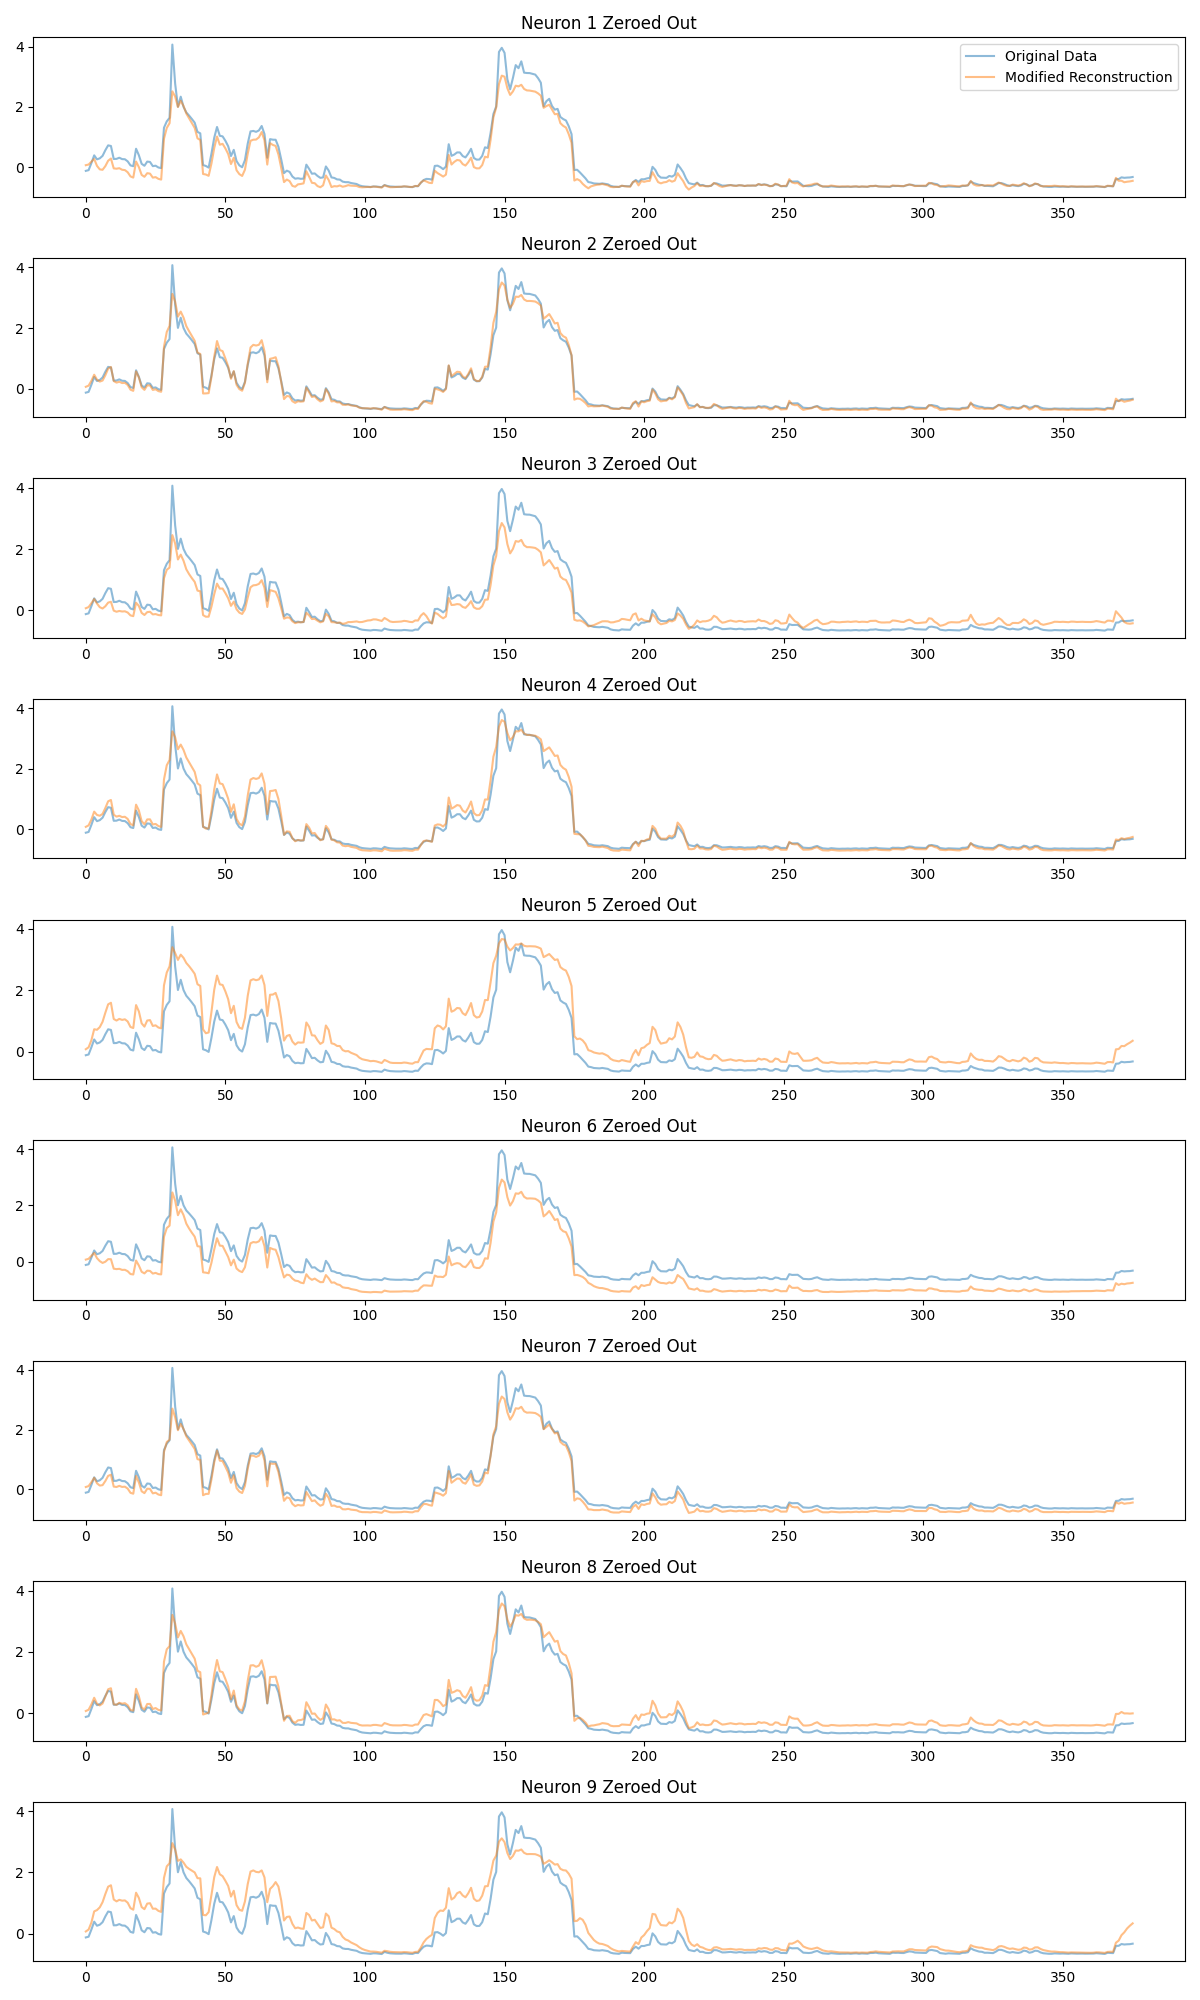 Neuron 1 Zeroed Out
Original Data
Modified Reconstruction
4
2
0
0 50 100 150 200 250 300 350
Neuron 2 Zeroed Out
4
2
0
0 50 100 150 200 250 300 350
Neuron 3 Zeroed Out
4
2
0
0 50 100 150 200 250 300 350
Neuron 4 Zeroed Out
4
2
0
0 50 100 150 200 250 300 350
Neuron 5 Zeroed Out
4
2
0
0 50 100 150 200 250 300 350
Neuron 6 Zeroed Out
4
2
0
0 50 100 150 200 250 300 350
Neuron 7 Zeroed Out
4
2
0
0 50 100 150 200 250 300 350
Neuron 8 Zeroed Out
4
2
0
0 50 100 150 200 250 300 350
Neuron 9 Zeroed Out
4
2
0
0 50 100 150 200 250 300 350